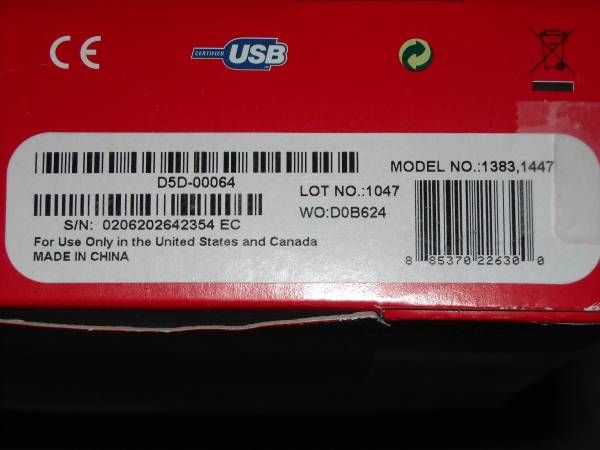 CE
CERTIFIED USB
D5D-00064
MODEL NO.:1383,1447
LOT NO.:1047
WO:D0B624
S/N: 0206202642354 EC
For Use Only in the United States and Canada
MADE IN CHINA
8 85370 22630 0